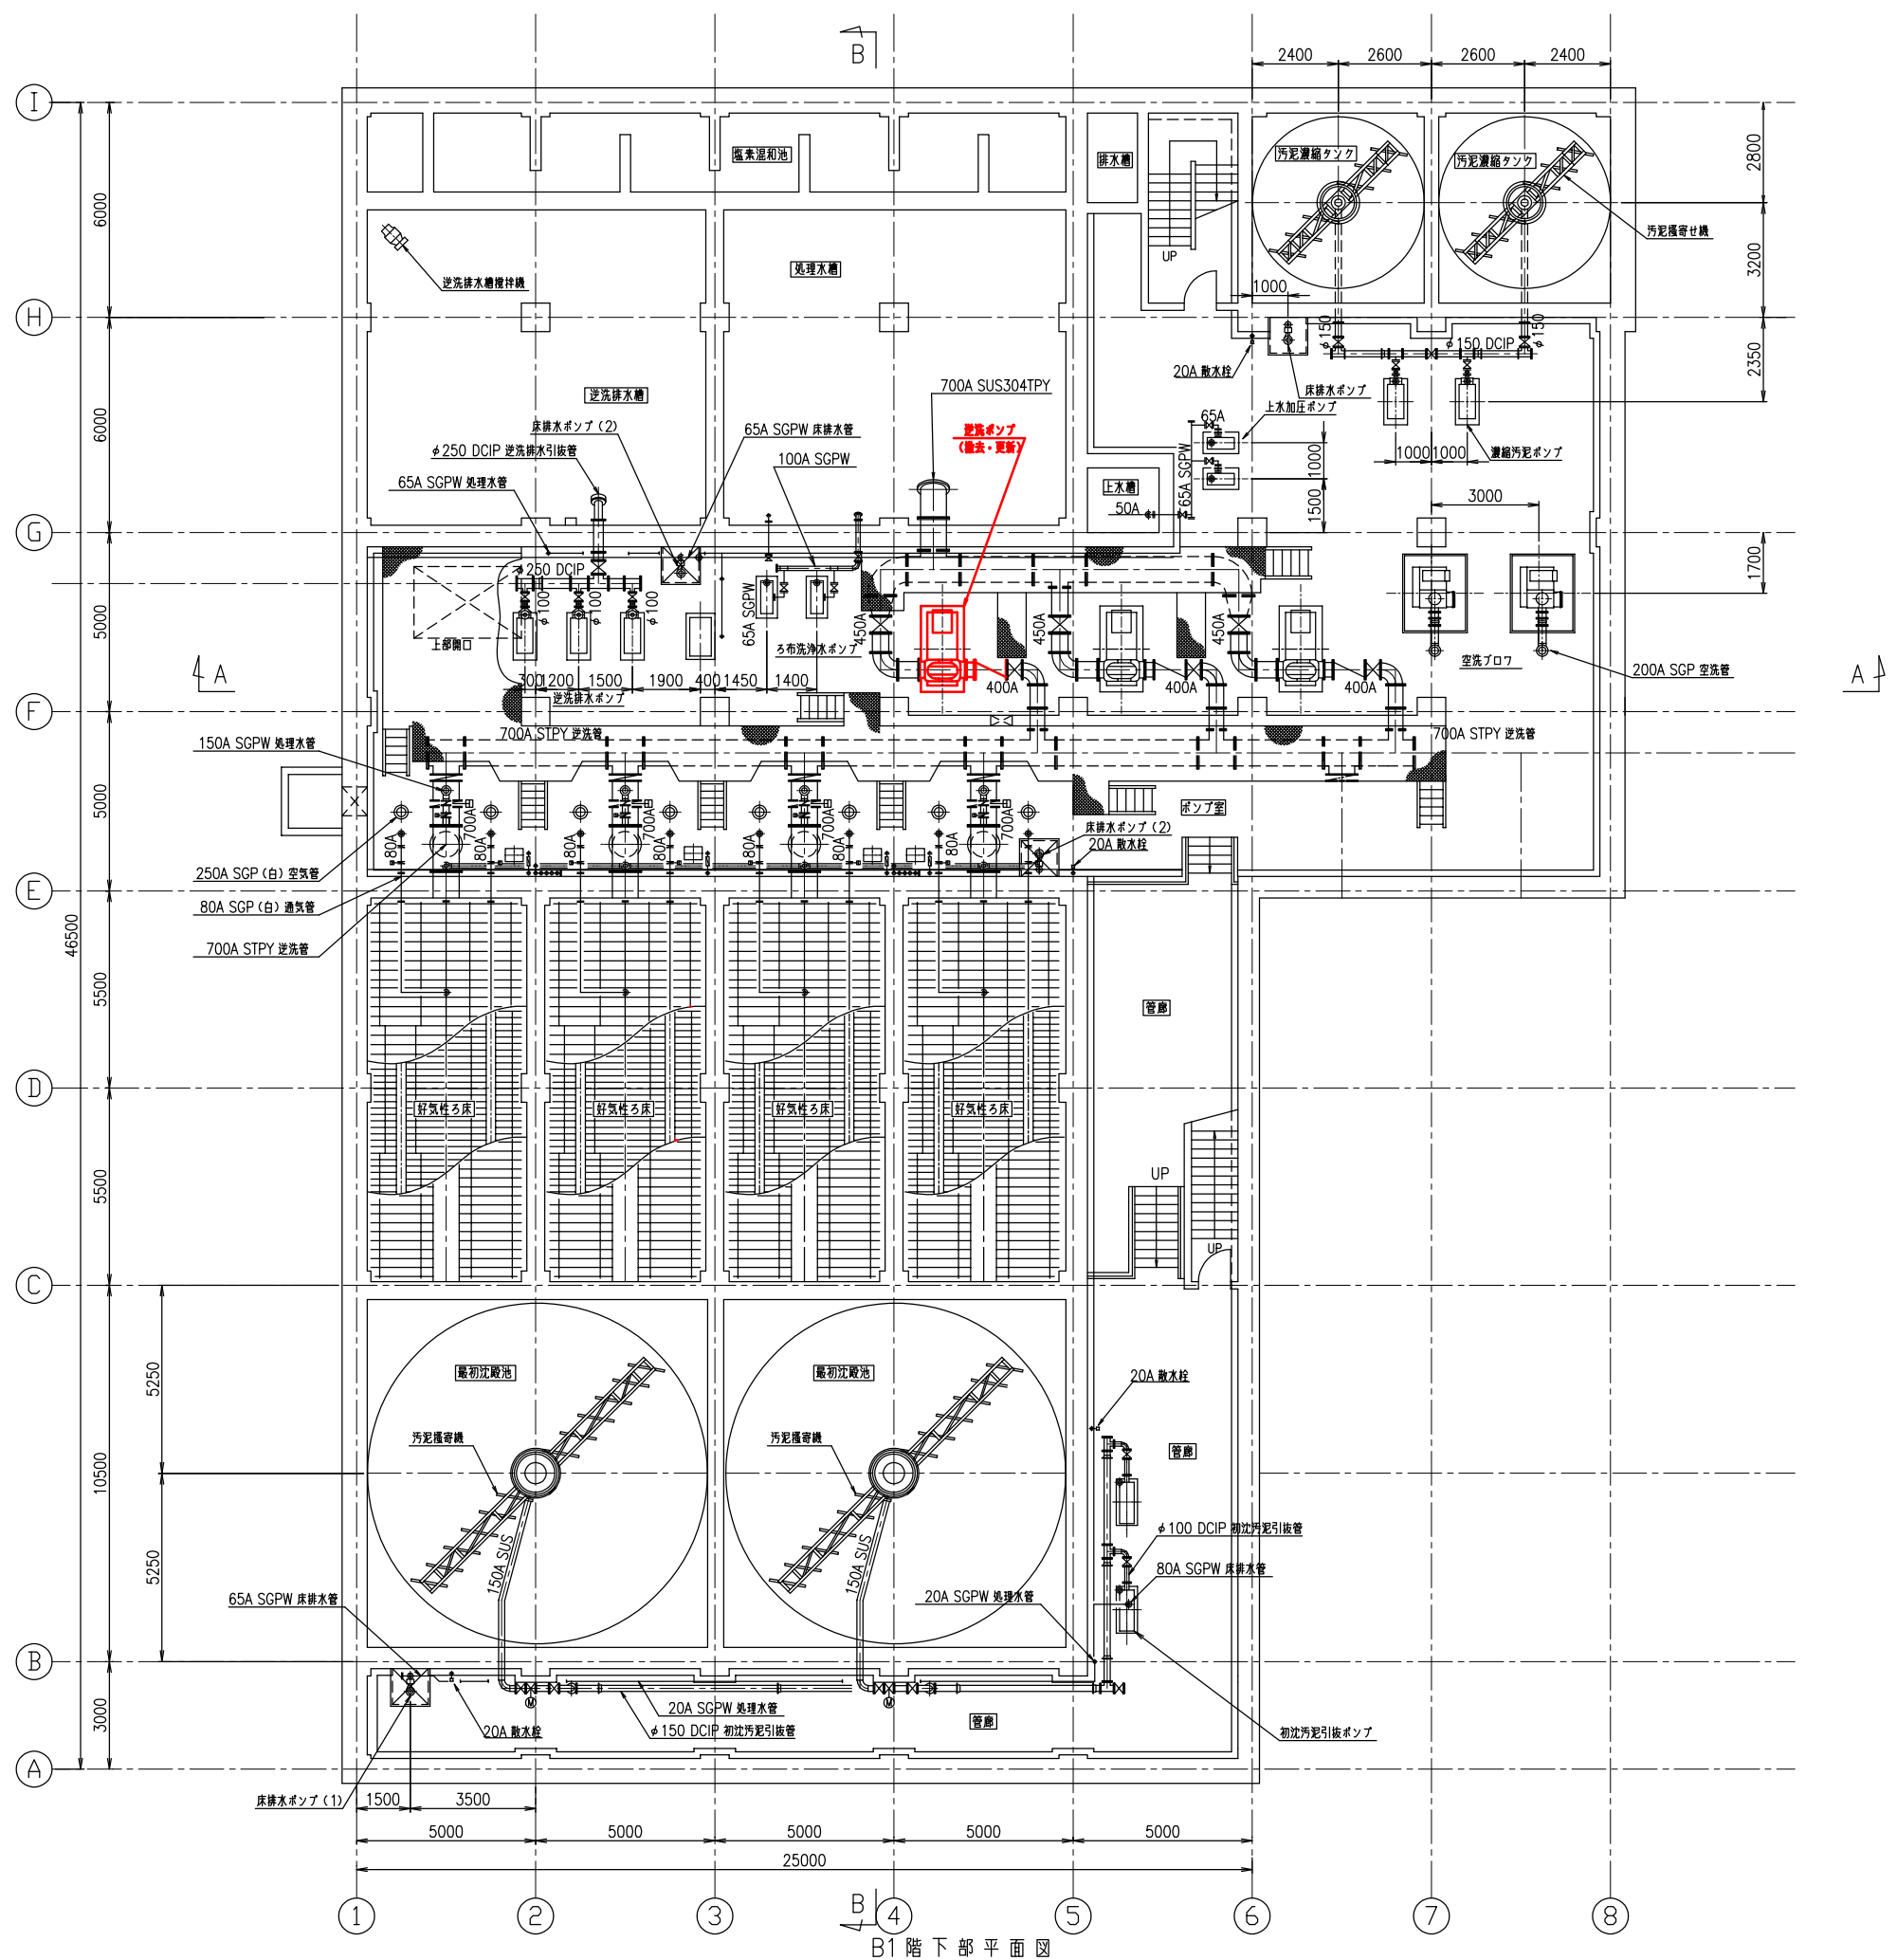 B
2400
2600
2600
2400
I
塩素混和池
排水槽
汚泥濃縮タンク
汚泥濃縮タンク
2800
6000
汚泥掻寄せ機
UP
3200
逆洗排水槽撹拌機
処理水槽
1000
H
φ150
φ150
φ150 DCIP
20A 散水栓
2350
床排水ポンプ
上水加圧ポンプ
逆洗排水槽
700A SUS304TPY
6000
床排水ポンプ(2)
65A SGPW 床排水管
逆洗ポンプ
(撤去・更新)
65A
φ250 DCIP 逆洗排水引抜管
100A SGPW
1000
1000
濃縮汚泥ポンプ
65A SGPW 処理水管
上水槽
65A SGPW
1000
50A
1500
3000
G
φ250 DCIP
1700
5000
φ100
φ100
φ100
65A SGPW
450A
450A
450A
上部開口
ろ布洗浄水ポンプ
空洗ブロワ
200A SGP 空洗管
A
A
300
1200
1500
1900
400
1450
1400
400A
400A
400A
逆洗排水ポンプ
F
700A STPY 逆洗管
700A STPY 逆洗管
150A SGPW 処理水管
5000
ポンプ室
床排水ポンプ(2)
20A 散水栓
80A
700A
80A
80A
700A
80A
80A
700A
80A
80A
700A
250A SGP(白) 空気管
E
80A SGP(白) 通気管
46500
700A STPY 逆洗管
5500
管廊
D
好気性ろ床
好気性ろ床
好気性ろ床
好気性ろ床
5500
UP
UP
C
5250
最初沈殿池
最初沈殿池
20A 散水栓
汚泥掻寄機
汚泥掻寄機
管廊
10500
φ100 DCIP 初沈汚泥引抜管
5250
150A SUS
150A SUS
80A SGPW 床排水管
65A SGPW 床排水管
20A SGPW 処理水管
B
M
M
3000
20A SGPW 処理水管
20A 散水栓
φ150 DCIP 初沈汚泥引抜管
管廊
初沈汚泥引抜ポンプ
A
床排水ポンプ(1)
1500
3500
5000
5000
5000
5000
5000
25000
B
1
2
3
4
5
6
7
8
B1階下部平面図